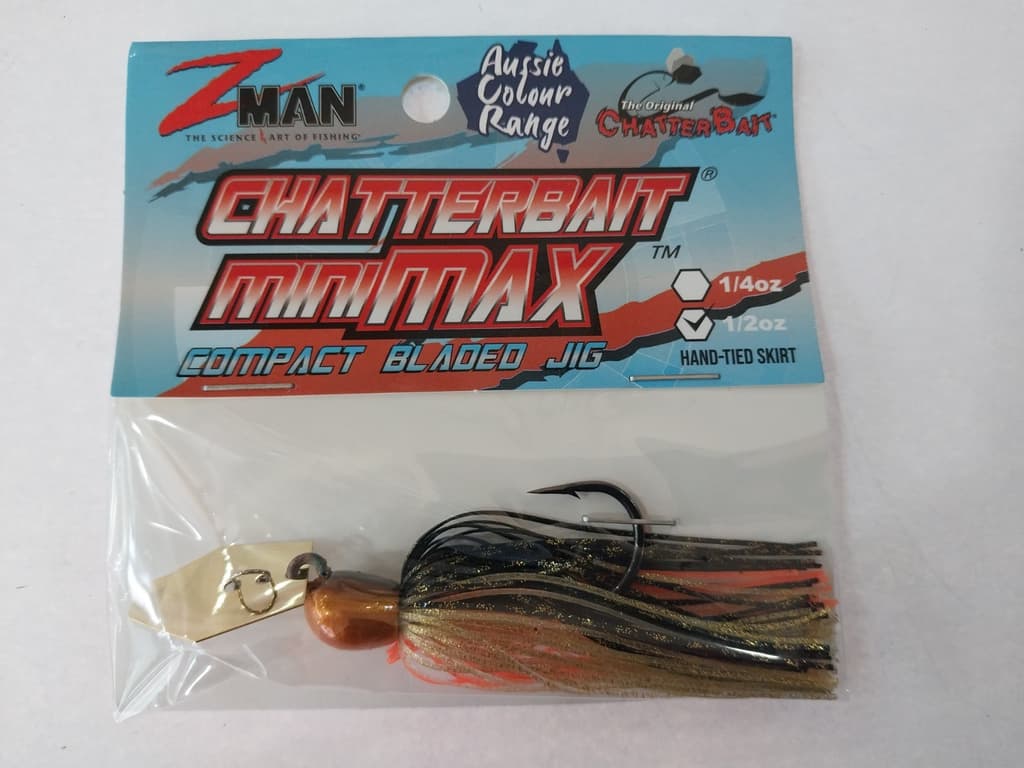 ZMAN®
THE SCIENCE & ART OF FISHING®
Aussie
Colour
Range
The Original
CHATTERBAIT®
CHATTERBAIT®
MINIMAX™
1/4oz
1/2oz
COMPACT BLADED JIG
HAND-TIED SKIRT